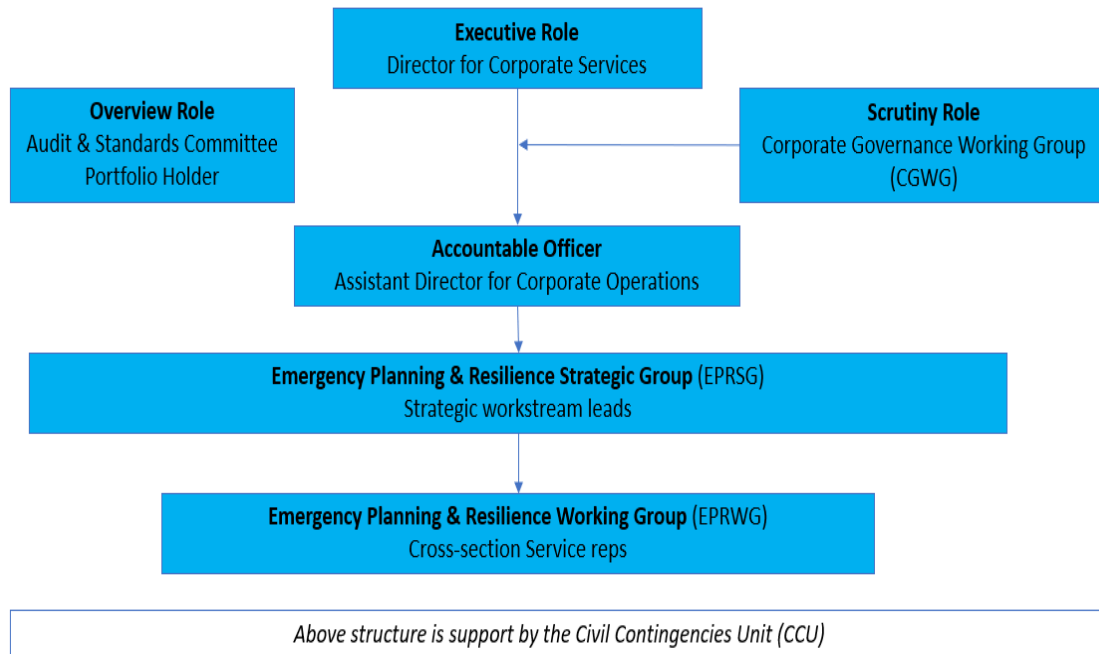 Executive Role
Director for Corporate Services
Overview Role
Audit & Standards Committee
Portfolio Holder
Scrutiny Role
Corporate Governance Working Group
(CGWG)
Accountable Officer
Assistant Director for Corporate Operations
Emergency Planning & Resilience Strategic Group (EPRSG)
Strategic workstream leads
Emergency Planning & Resilience Working Group (EPRWG)
Cross-section Service reps
Above structure is support by the Civil Contingencies Unit (CCU)